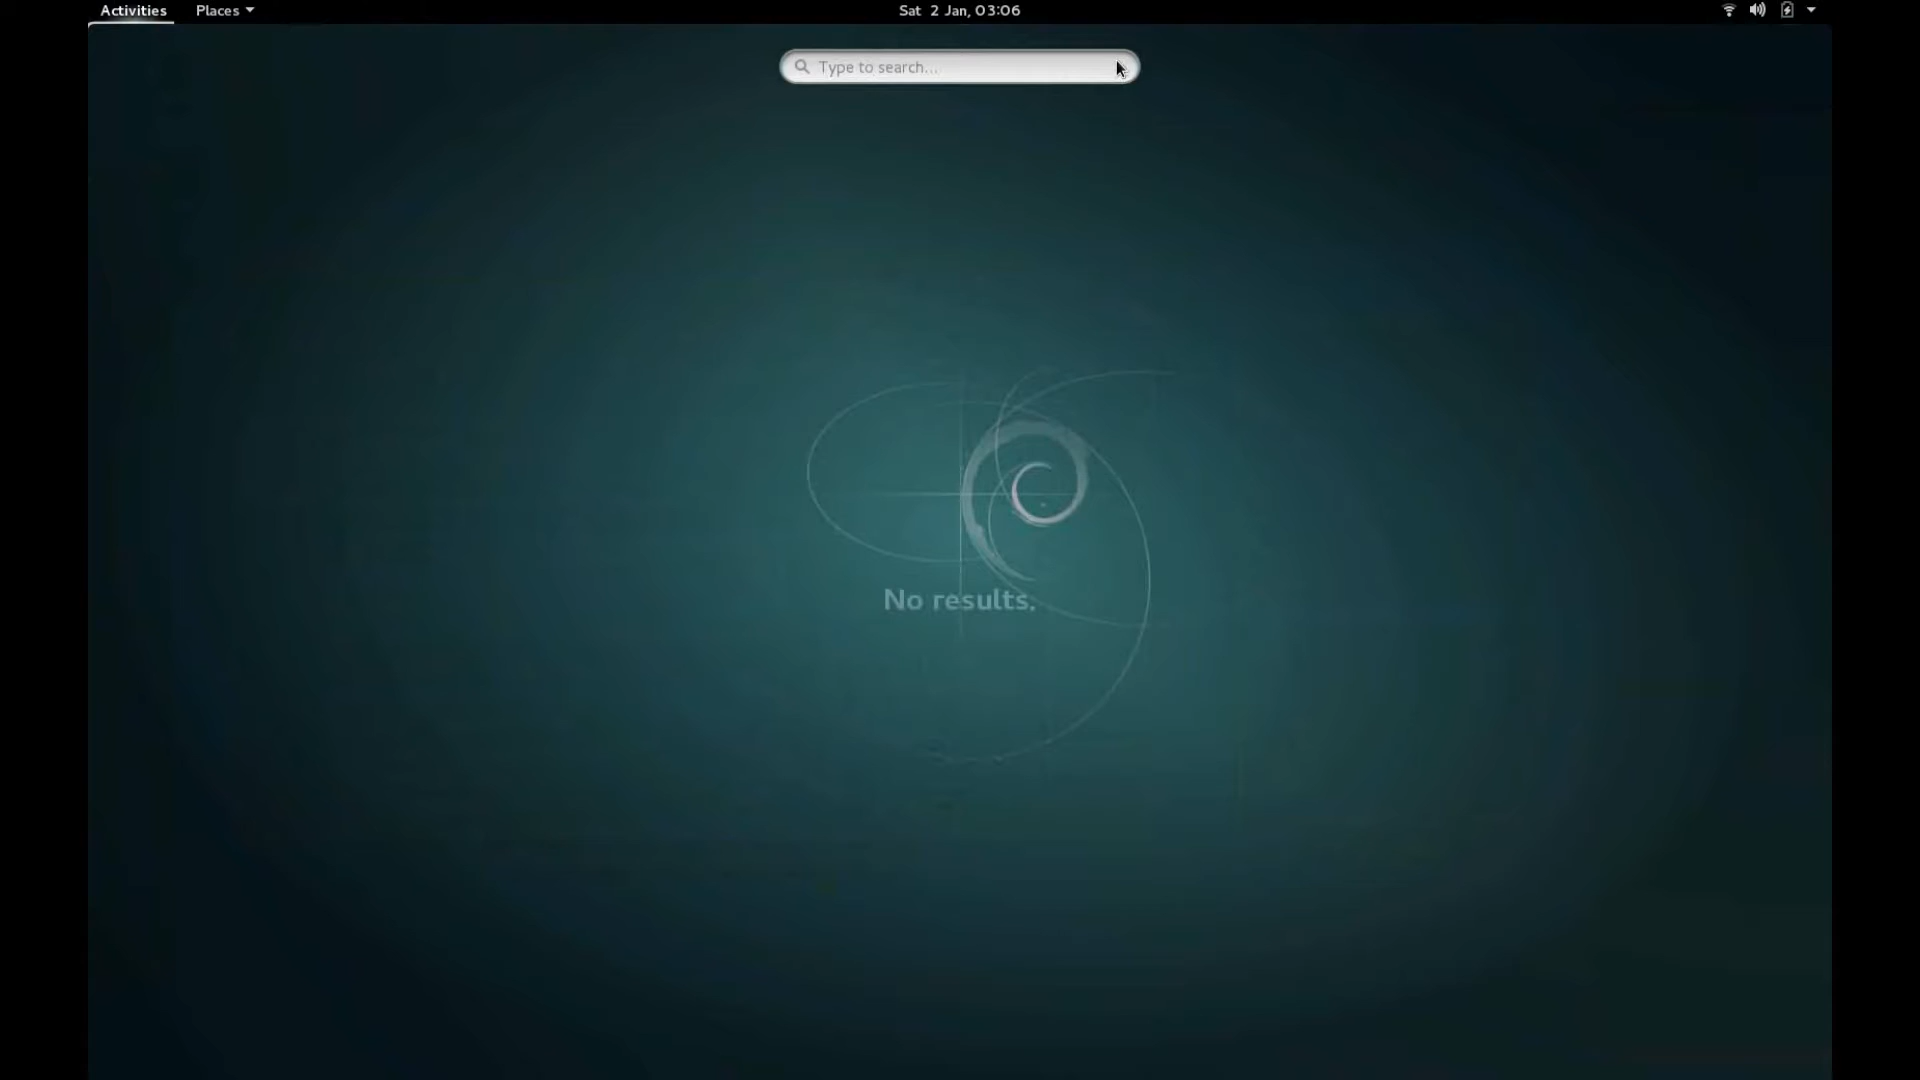 Activities Places Sat 2 Jan, 03:06
Type to search...
No results.